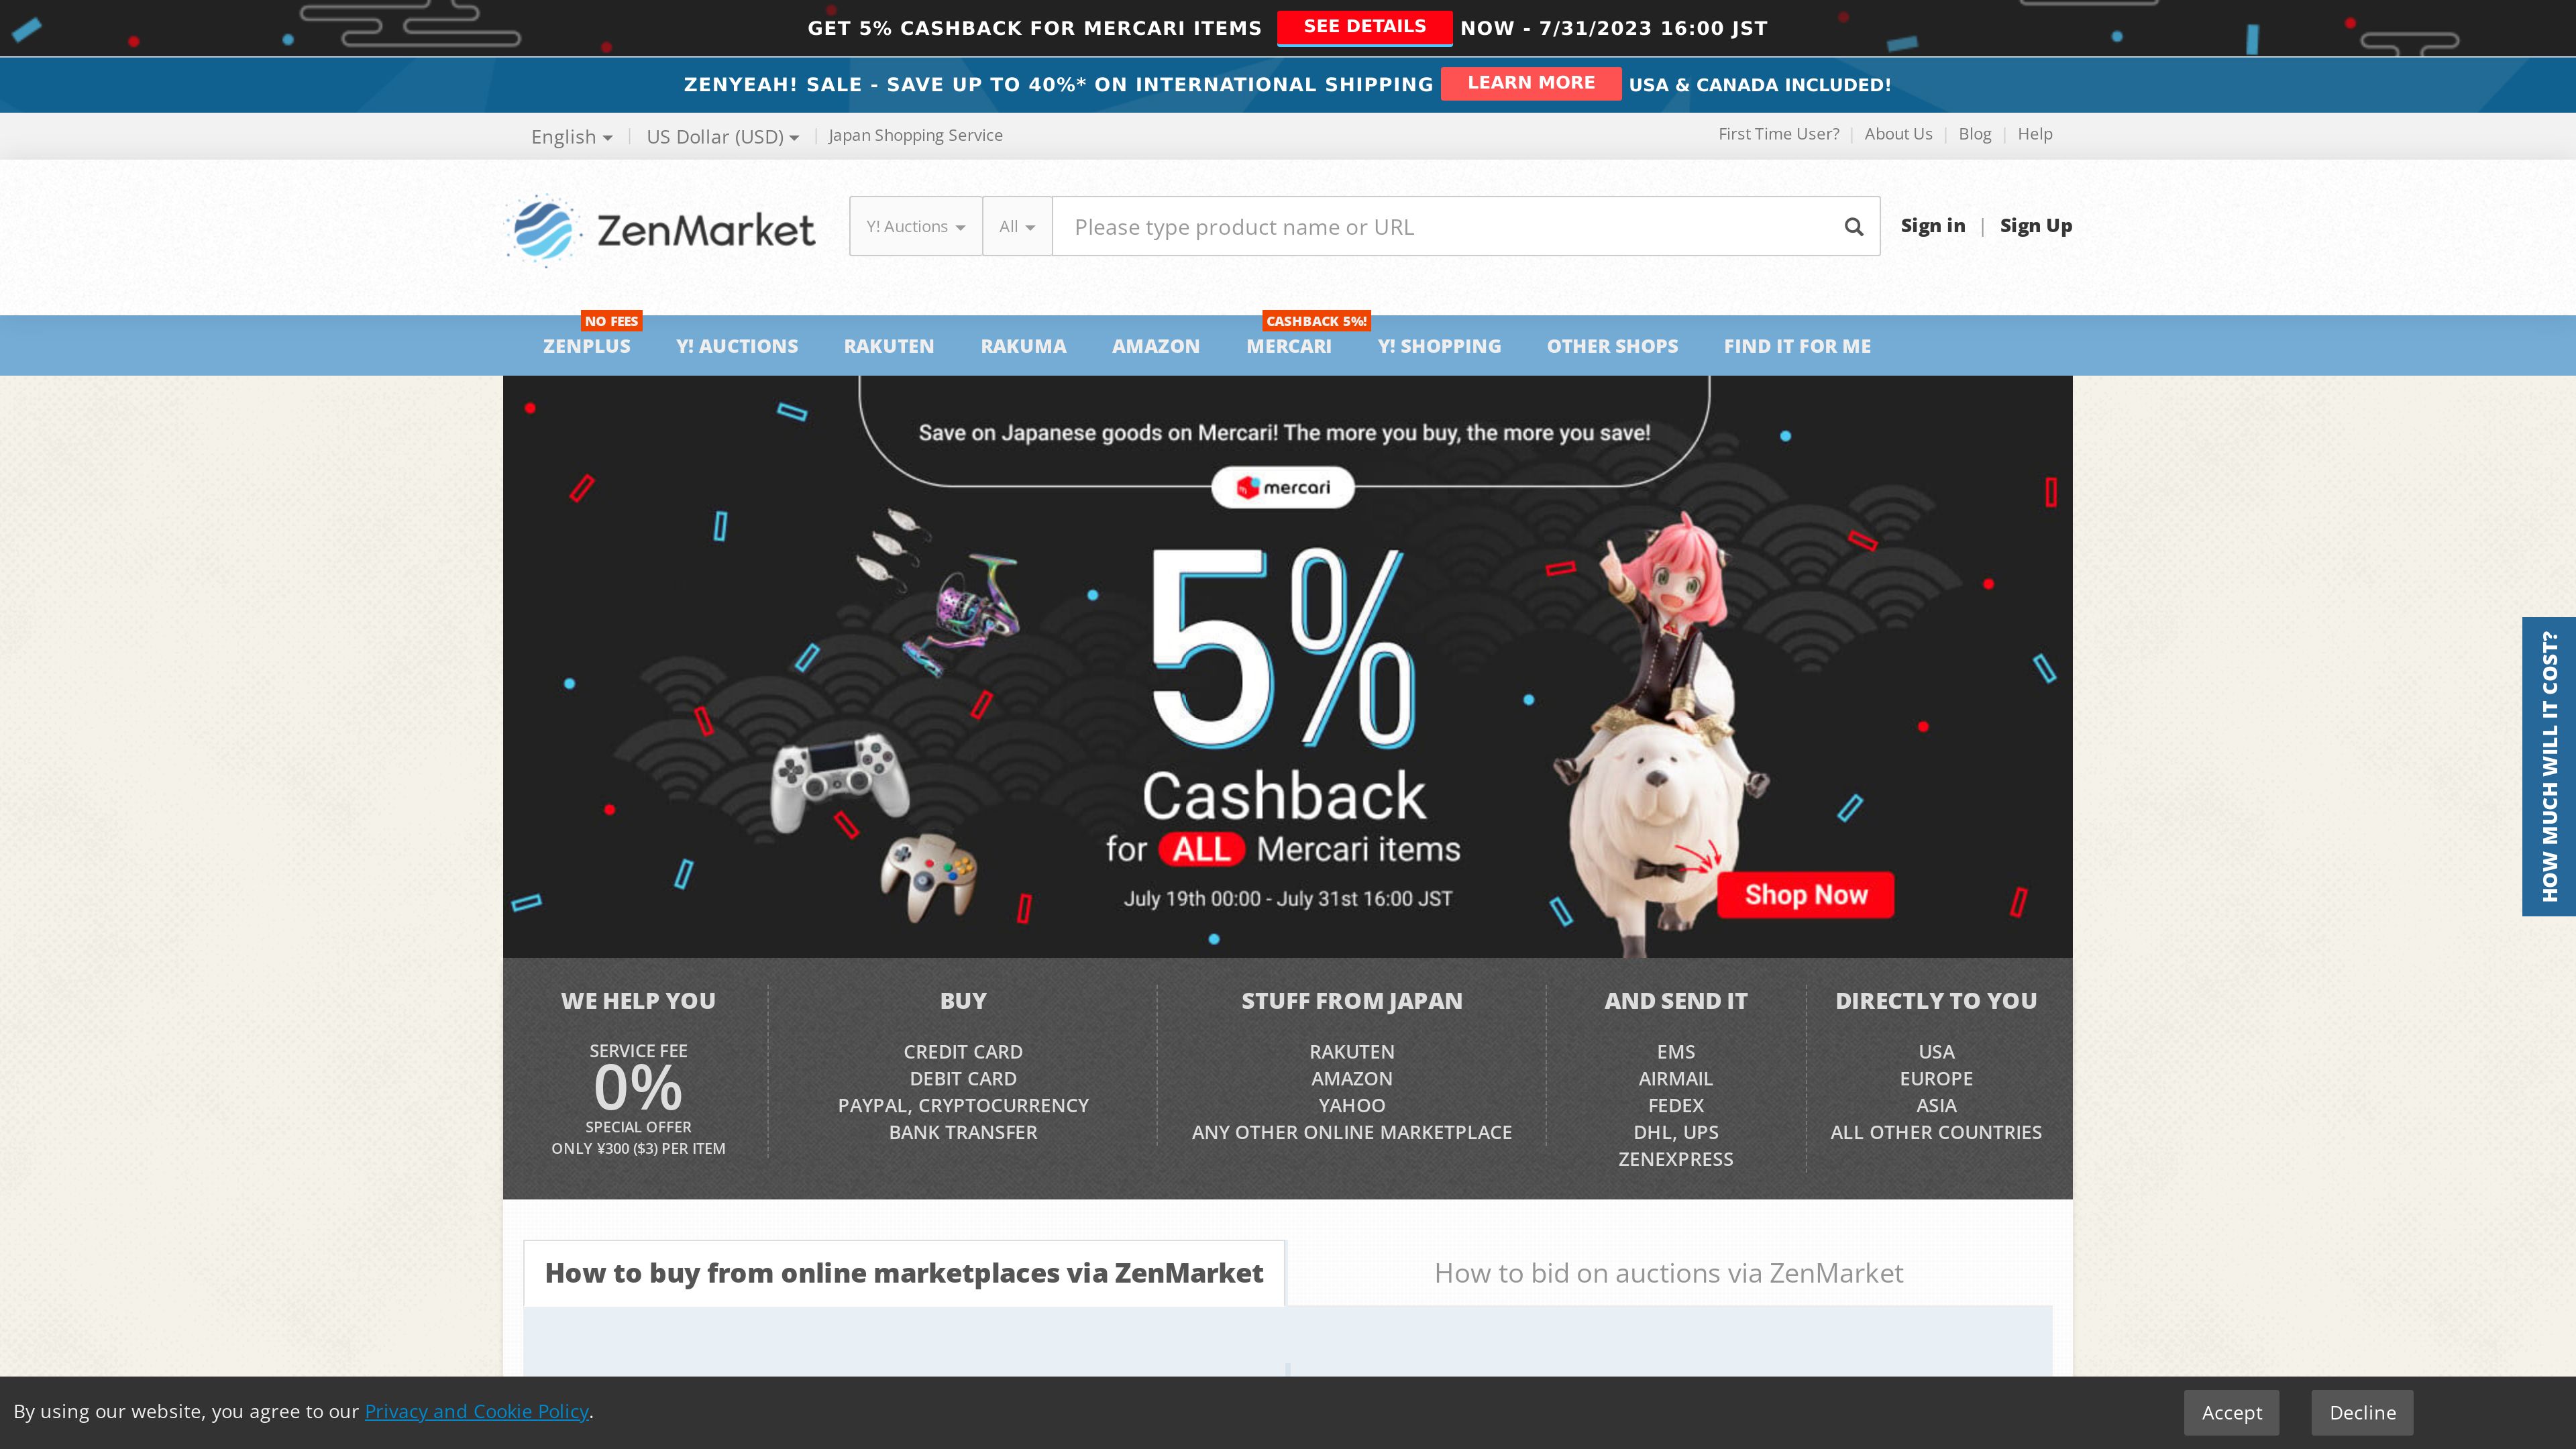 GET 5% CASHBACK FOR MERCARI ITEMS SEE DETAILS NOW - 7/31/2023 16:00 JST
ZENYEAH! SALE - SAVE UP TO 40%* ON INTERNATIONAL SHIPPING LEARN MORE USA & CANADA INCLUDED!
English US Dollar (USD) Japan Shopping Service First Time User? About Us Blog Help
ZenMarket
Y! Auctions All Please type product name or URL Sign in | Sign Up
NO FEES CASHBACK 5%!
ZENPLUS Y! AUCTIONS RAKUTEN RAKUMA AMAZON MERCARI Y! SHOPPING OTHER SHOPS FIND IT FOR ME
Save on Japanese goods on Mercari! The more you buy, the more you save!
mercari
5%
Cashback
for ALL Mercari items
July 19th 00:00 - July 31st 16:00 JST
Shop Now
HOW MUCH WILL IT COST?
WE HELP YOU
SERVICE FEE
0%
SPECIAL OFFER
ONLY ¥300 ($3) PER ITEM
BUY
CREDIT CARD
DEBIT CARD
PAYPAL, CRYPTOCURRENCY
BANK TRANSFER
STUFF FROM JAPAN
RAKUTEN
AMAZON
YAHOO
ANY OTHER ONLINE MARKETPLACE
AND SEND IT
EMS
AIRMAIL
FEDEX
DHL, UPS
ZENEXPRESS
DIRECTLY TO YOU
USA
EUROPE
ASIA
ALL OTHER COUNTRIES
How to buy from online marketplaces via ZenMarket
How to bid on auctions via ZenMarket
By using our website, you agree to our Privacy and Cookie Policy.
Accept Decline